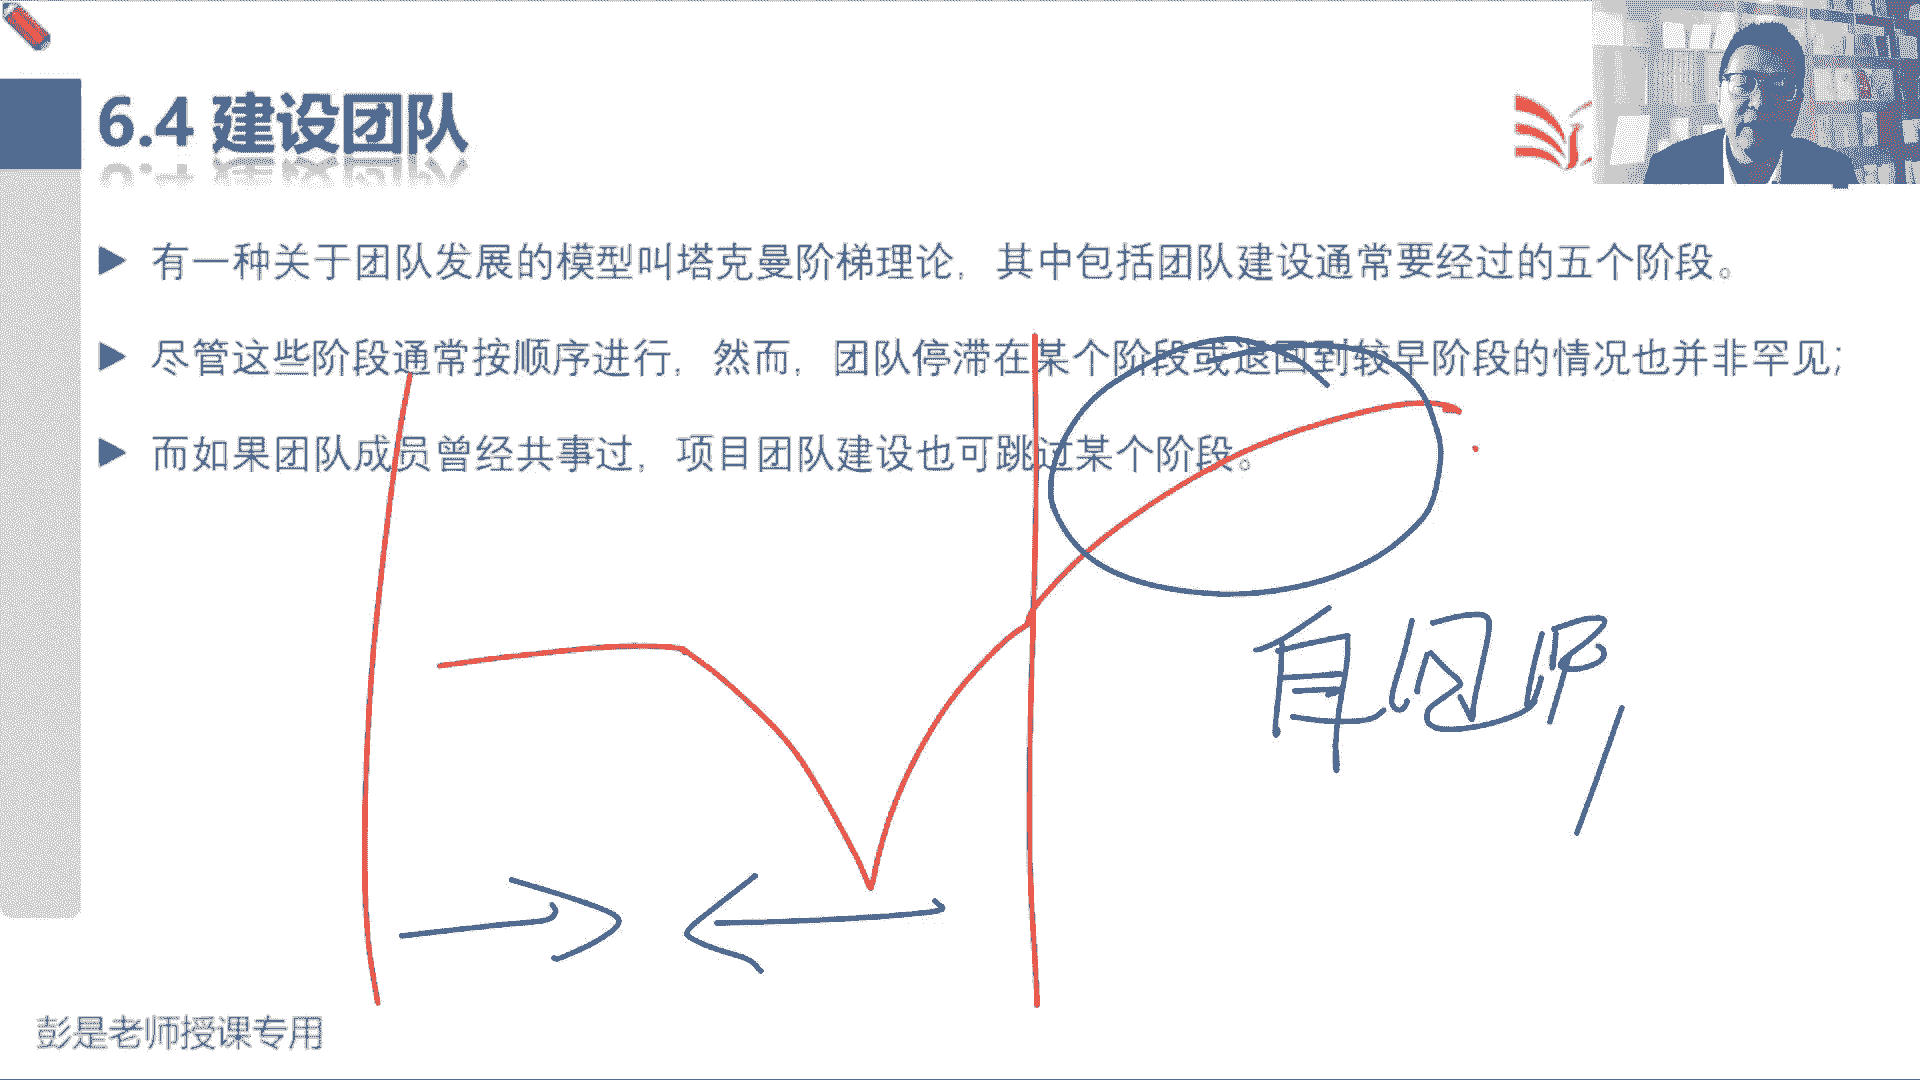 6.4 建设团队
有一种关于团队发展的模型叫塔克曼阶梯理论，其中包括团队建设通常要经过的五个阶段。
尽管这些阶段通常按顺序进行，然而，团队停滞在某个阶段或退回到较早阶段的情况也并非罕见；
而如果团队成员曾经共事过，项目团队建设也可跳过某个阶段。
彭是老师授课专用